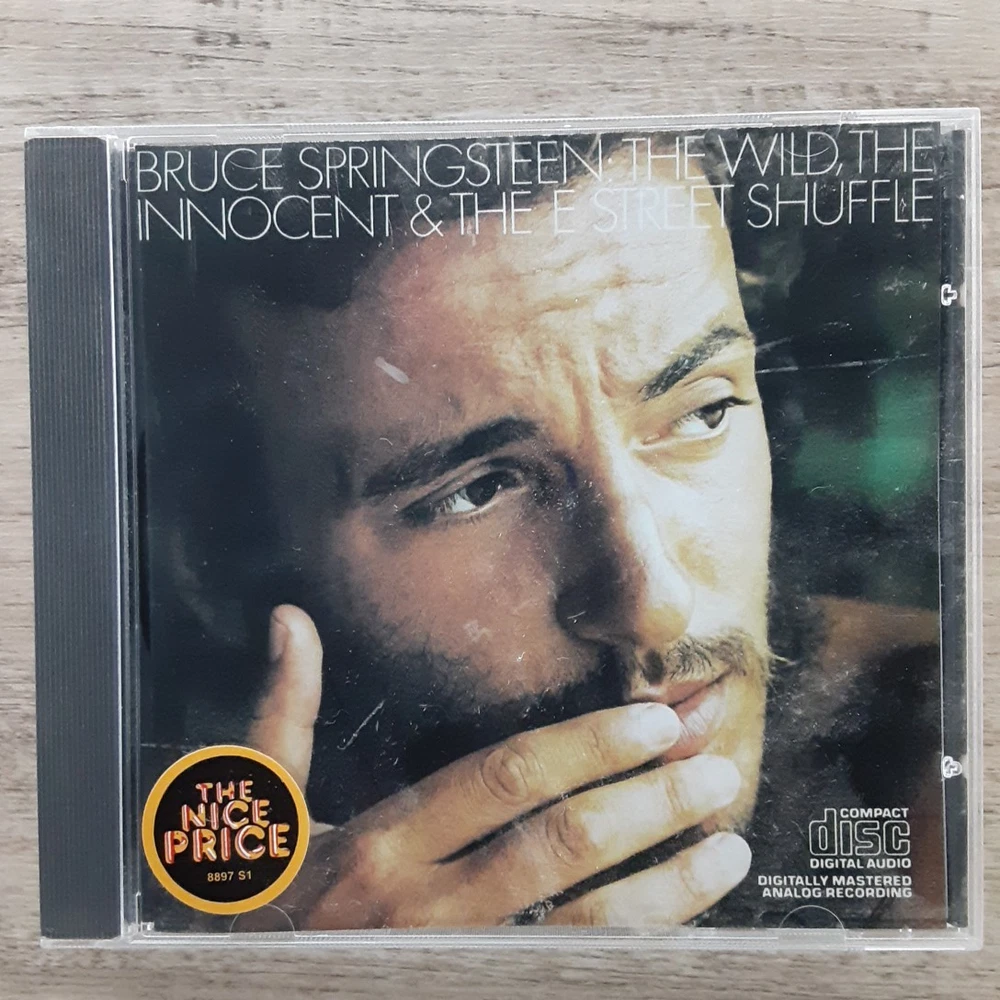 BRUCE SPRINGSTEEN·THE WILD, THE
INNOCENT & THE E STREET SHUFFLE
THE
NICE
PRICE
8897 S1
COMPACT
disc
DIGITAL AUDIO
DIGITALLY MASTERED
ANALOG RECORDING